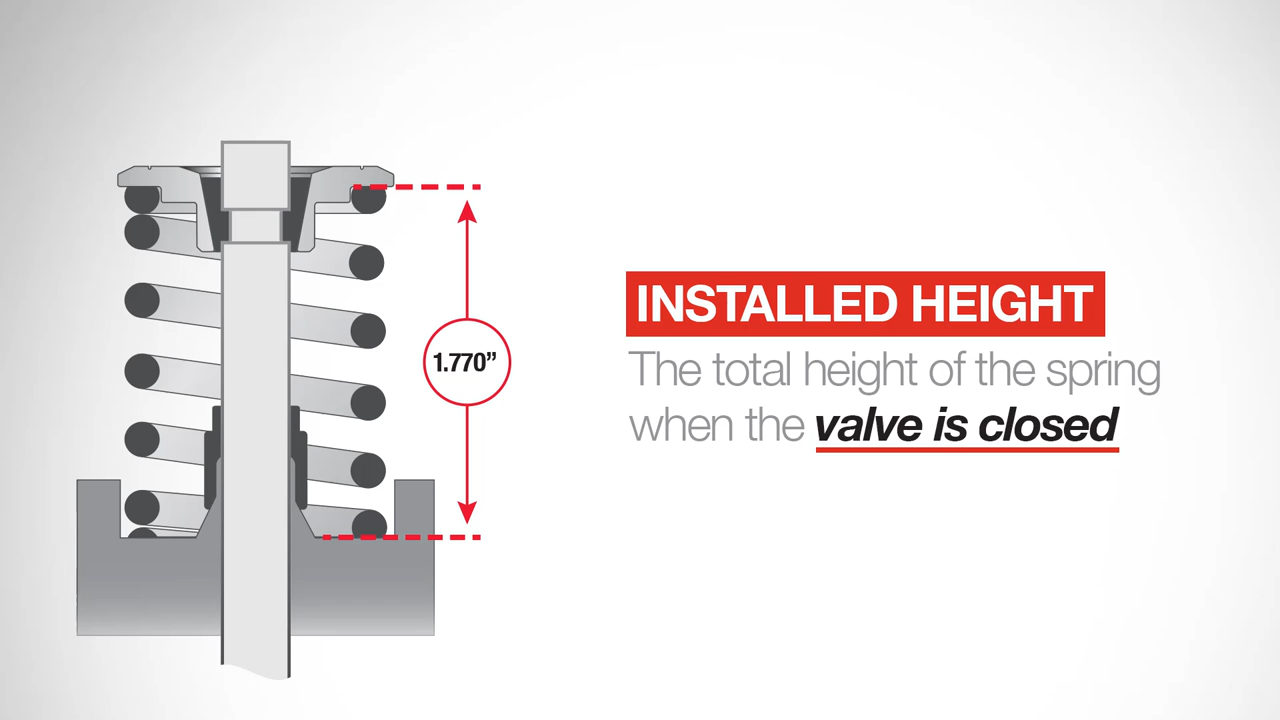 1.770”
INSTALLED HEIGHT
The total height of the spring
when the valve is closed